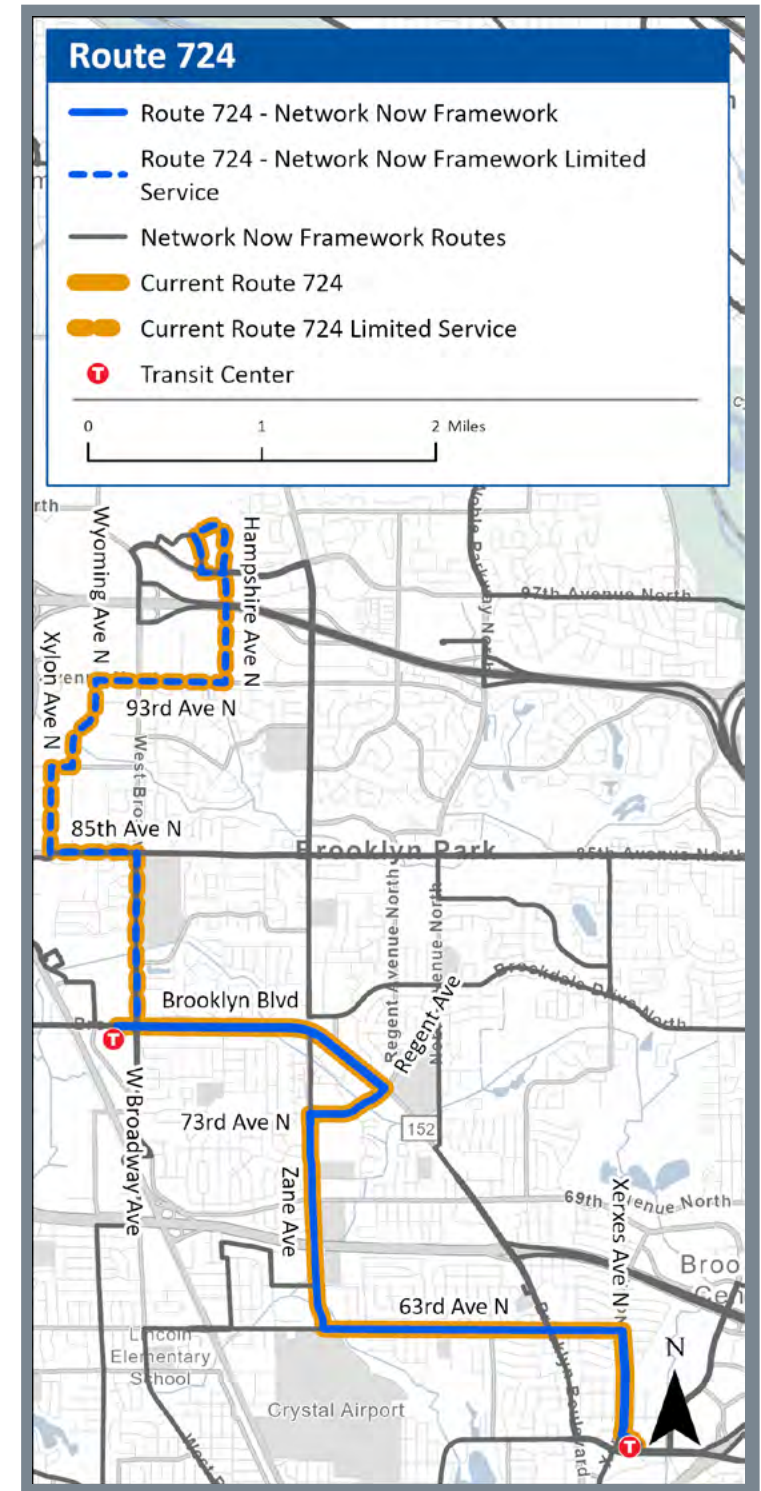 Route 724
Route 724 - Network Now Framework
Route 724 - Network Now Framework Limited
Service
Network Now Framework Routes
Current Route 724
Current Route 724 Limited Service
T
Transit Center
0
1
2 Miles
rth
Wyoming Ave N
Hampshire Ave N
97th Avenue North
Xylon Ave N
93rd Ave N
85th Ave N
Brooklyn Park
85th Avenue North
Regent Avenue North
Brooklyn Blvd
Regent Ave
Brookdale Drive North
T
W Broadway Ave
73rd Ave N
152
Zane Ave
69th
venue North
Xerxes Ave N
63rd Ave N
Broo
Cen
N
Lincoln
Elementary
School
Crystal Airport
T